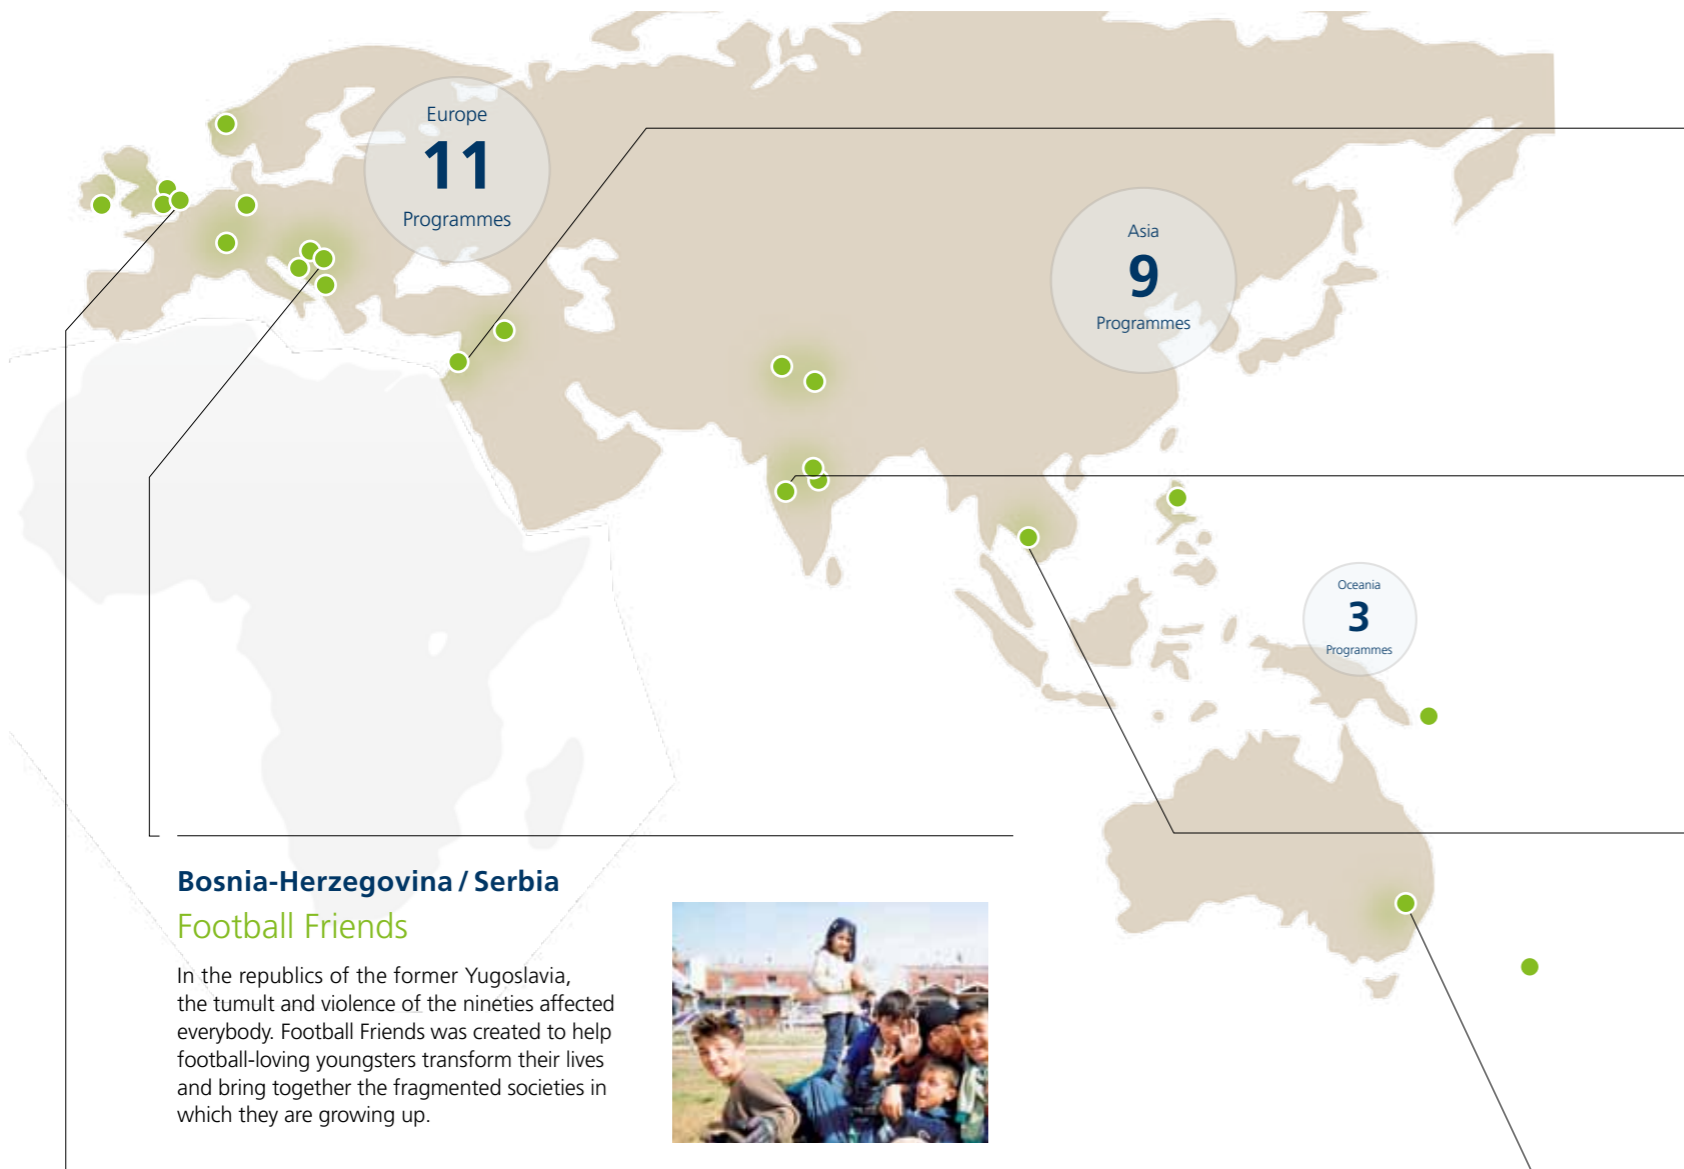 Europe
11
Programmes
Asia
9
Programmes
Oceania
3
Programmes
Bosnia-Herzegovina / Serbia
Football Friends
In the republics of the former Yugoslavia,
the tumult and violence of the nineties affected
everybody. Football Friends was created to help
football-loving youngsters transform their lives
and bring together the fragmented societies in
which they are growing up.